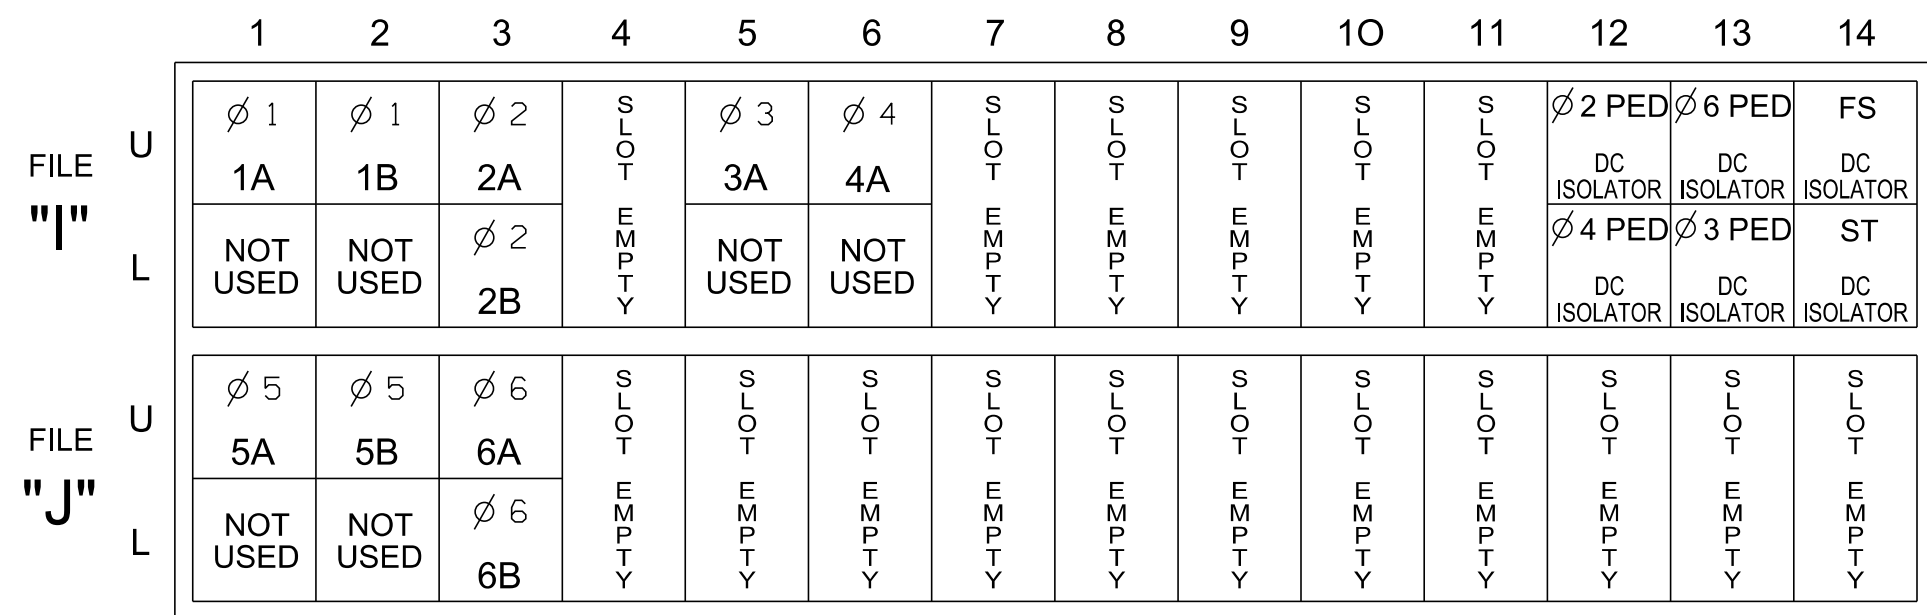 1 2 3 4 5 6 7 8 9 10 11 12 13 14
FILE "I"
U
Ø 1 1A
Ø 1 1B
Ø 2 2A
SLOT EMPTY
Ø 3 3A
Ø 4 4A
SLOT EMPTY
SLOT EMPTY
SLOT EMPTY
SLOT EMPTY
SLOT EMPTY
Ø 2 PED DC ISOLATOR
Ø 6 PED DC ISOLATOR
FS DC ISOLATOR
L
NOT USED
NOT USED
Ø 2 2B
NOT USED
NOT USED
Ø 4 PED DC ISOLATOR
Ø 3 PED DC ISOLATOR
ST DC ISOLATOR
FILE "J"
U
Ø 5 5A
Ø 5 5B
Ø 6 6A
SLOT EMPTY
SLOT EMPTY
SLOT EMPTY
SLOT EMPTY
SLOT EMPTY
SLOT EMPTY
SLOT EMPTY
SLOT EMPTY
SLOT EMPTY
SLOT EMPTY
SLOT EMPTY
L
NOT USED
NOT USED
Ø 6 6B